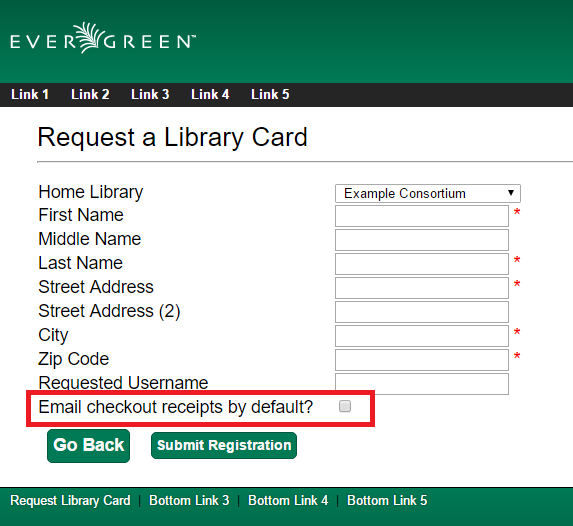 EVERGREEN™
Link 1 Link 2 Link 3 Link 4 Link 5
Request a Library Card
Home Library Example Consortium ▼
First Name *
Middle Name
Last Name *
Street Address *
Street Address (2)
City *
Zip Code *
Requested Username
Email checkout receipts by default?
Go Back Submit Registration
Request Library Card | Bottom Link 3 | Bottom Link 4 | Bottom Link 5